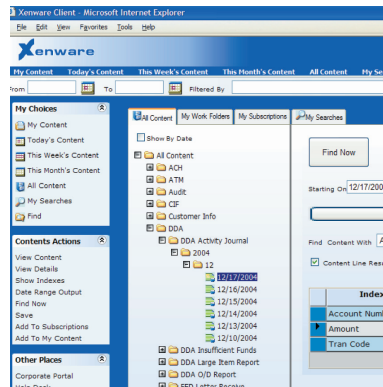 Xenware Client - Microsoft Internet Explorer
File Edit View Favorites Tools Help
Xenware
My Content Today's Content This Week's Content This Month's Content All Content My Se
From To Filtered By
My Choices
My Content
Today's Content
This Week's Content
This Month's Content
All Content
My Searches
Find
Contents Actions
View Content
View Details
Show Indexes
Date Range Output
Find Now
Save
Add To Subscriptions
Add To My Content
Other Places
Corporate Portal
All Content My Work Folders My Subscriptions My Searches
Show By Date
All Content
ACH
ATM
Audit
CIF
Customer Info
DDA
DDA Activity Journal
2004
12
12/17/2004
12/16/2004
12/15/2004
12/14/2004
12/13/2004
12/10/2004
DDA Insufficient Funds
DDA Large Item Report
DDA O/D Report
FED Letter Receive
Find Now
Starting On 12/17/200
Find Content With A
Content Line Res
Index
Account Num
Amount
Tran Code